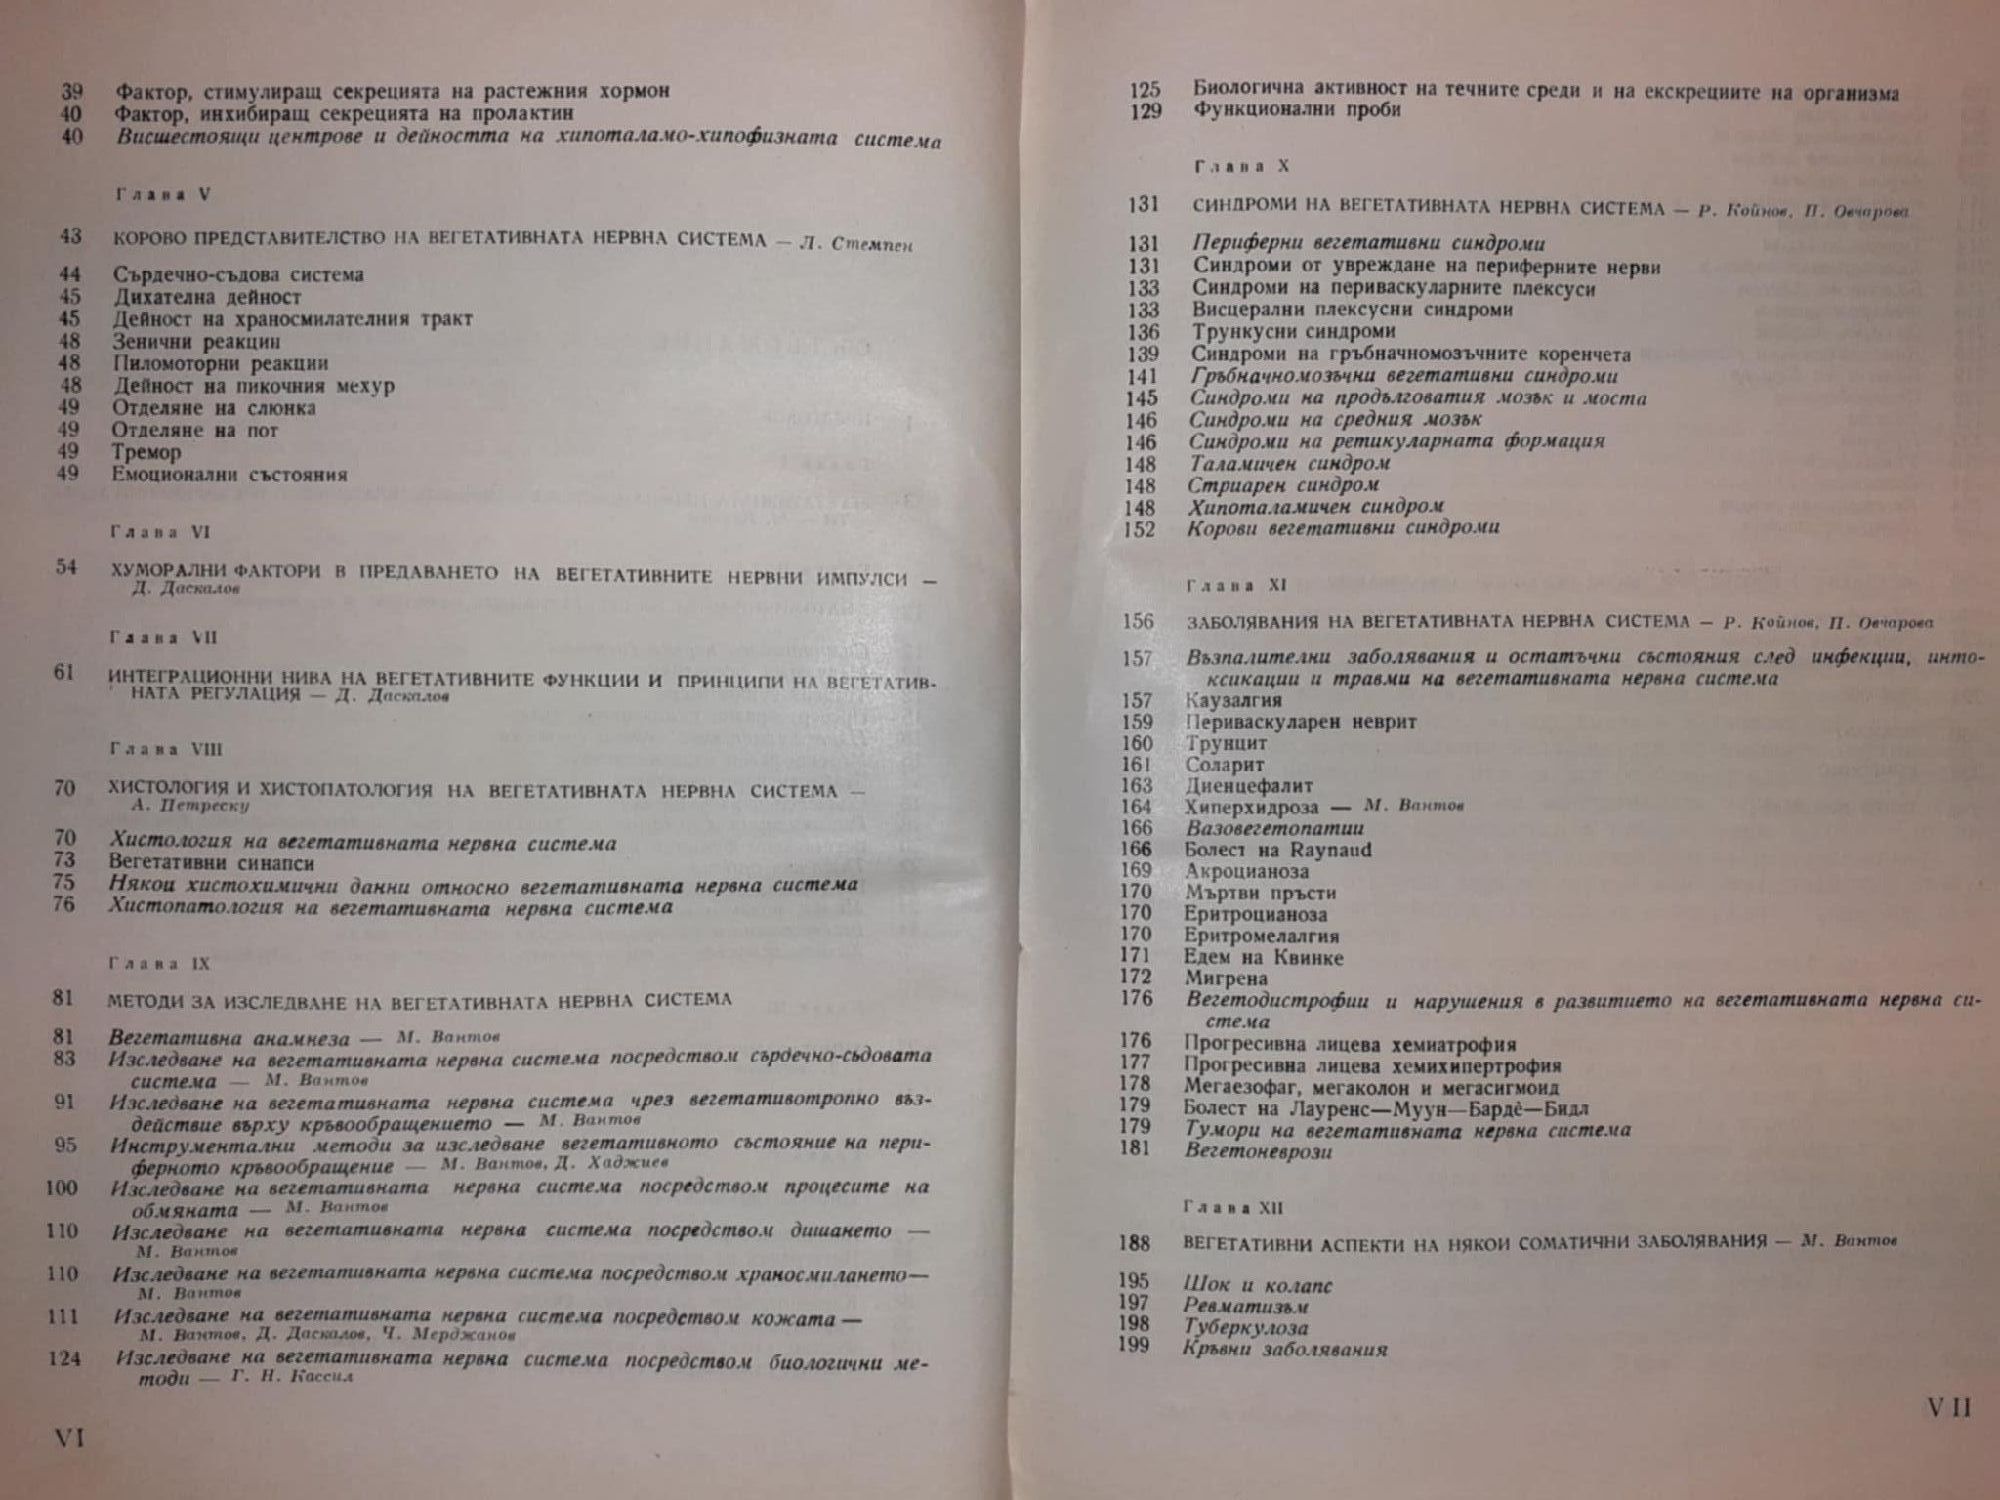 39 Фактор, стимулиращ секрецията на растежния хормон
40 Фактор, инхибиращ секрецията на пролактин
40 Висшестоящи центрове и дейността на хипоталамо-хипофизната система
Глава V
43 КОРОВО ПРЕДСТАВИТЕЛСТВО НА ВЕГЕТАТИВНАТА НЕРВНА СИСТЕМА — Л. Стемпен
44 Сърдечно-съдова система
45 Дихателна дейност
45 Дейност на храносмилателния тракт
48 Зенични реакции
48 Пиломоторни реакции
48 Дейност на пикочния мехур
49 Отделяне на слюнка
49 Отделяне на пот
49 Тремор
49 Емоционални състояния
Глава VI
54 ХУМОРАЛНИ ФАКТОРИ В ПРЕДАВАНЕТО НА ВЕГЕТАТИВНИТЕ НЕРВНИ ИМПУЛСИ —
Д. Даскалов
Глава VII
61 ИНТЕГРАЦИОННИ НИВА НА ВЕГЕТАТИВНИТЕ ФУНКЦИИ И ПРИНЦИПИ НА ВЕГЕТАТИВ-
НАТА РЕГУЛАЦИЯ — Д. Даскалов
Глава VIII
70 ХИСТОЛОГИЯ И ХИСТОПАТОЛОГИЯ НА ВЕГЕТАТИВНАТА НЕРВНА СИСТЕМА —
А. Петреску
70 Хистология на вегетативната нервна система
73 Вегетативни синапси
75 Някои хистохимични данни относно вегетативната нервна система
76 Хистопатология на вегетативната нервна система
Глава IX
81 МЕТОДИ ЗА ИЗСЛЕДВАНЕ НА ВЕГЕТАТИВНАТА НЕРВНА СИСТЕМА
81 Вегетативна анамнеза — М. Вантов
83 Изследване на вегетативната нервна система посредством сърдечно-съдовата
система — М. Вантов
91 Изследване на вегетативната нервна система чрез вегетативотропно въз-
действие върху кръвообращението — М. Вантов
95 Инструментални методи за изследване вегетативното състояние на пери-
ферното кръвообращение — М. Вантов, Д. Хаджиев
100 Изследване на вегетативната нервна система посредством процесите на
обмяната — М. Вантов
110 Изследване на вегетативната нервна система посредством дишането —
М. Вантов
110 Изследване на вегетативната нервна система посредством храносмилането—
М. Вантов
111 Изследване на вегетативната нервна система посредством кожата —
М. Вантов, Д. Даскалов, Ч. Мерджанов
124 Изследване на вегетативната нервна система посредством биологични ме-
тоди — Г. Н. Кассил
VI
125 Биологична активност на течните среди и на екскрециите на организма
129 Функционални проби
Глава X
131 СИНДРОМИ НА ВЕГЕТАТИВНАТА НЕРВНА СИСТЕМА — Р. Койнов, П. Овчарова
131 Периферни вегетативни синдроми
131 Синдроми от увреждане на периферните нерви
133 Синдроми на периваскуларните плексуси
133 Висцерални плексусни синдроми
136 Трункусни синдроми
139 Синдроми на гръбначномозъчните коренчета
141 Гръбначномозъчни вегетативни синдроми
145 Синдроми на продълговатия мозък и моста
146 Синдроми на средния мозък
146 Синдроми на ретикуларната формация
148 Таламичен синдром
148 Стриарен синдром
148 Хипоталамичен синдром
152 Корови вегетативни синдроми
Глава XI
156 ЗАБОЛЯВАНИЯ НА ВЕГЕТАТИВНАТА НЕРВНА СИСТЕМА — Р. Койнов, П. Овчарова
157 Възпалителни заболявания и остатъчни състояния след инфекции, инто-
ксикации и травми на вегетативната нервна система
157 Каузалгия
159 Периваскуларен неврит
160 Трунцит
161 Соларит
163 Диенцефалит
164 Хиперхидроза — М. Вантов
166 Вазовегетопатии
166 Болест на Raynaud
169 Акроцианоза
170 Мъртви пръсти
170 Еритроцианоза
170 Еритромелалгия
171 Едем на Квинке
172 Мигрена
176 Вегетодистрофии и нарушения в развитието на вегетативната нервна си-
стема
176 Прогресивна лицева хемиатрофия
177 Прогресивна лицева хемихипертрофия
178 Мегаезофаг, мегаколон и мегасигмоид
179 Болест на Лауренс—Муун—Бардѐ—Бидл
179 Тумори на вегетативната нервна система
181 Вегетоневрози
Глава XII
188 ВЕГЕТАТИВНИ АСПЕКТИ НА НЯКОИ СОМАТИЧНИ ЗАБОЛЯВАНИЯ — М. Вантов
195 Шок и колапс
197 Ревматизъм
198 Туберкулоза
199 Кръвни заболявания
VII